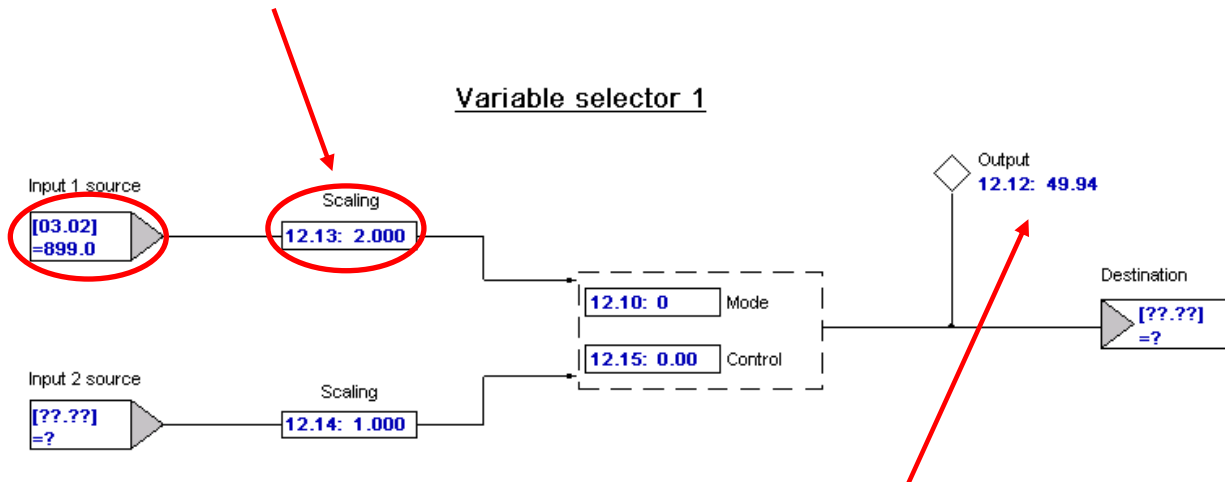 Variable selector 1
Input 1 source
[03.02]
=899.0
Scaling
12.13: 2.000
Output
12.12: 49.94
12.10: 0
Mode
12.15: 0.00
Control
Destination
[??.??]
=?
Input 2 source
[??.??]
=?
Scaling
12.14: 1.000